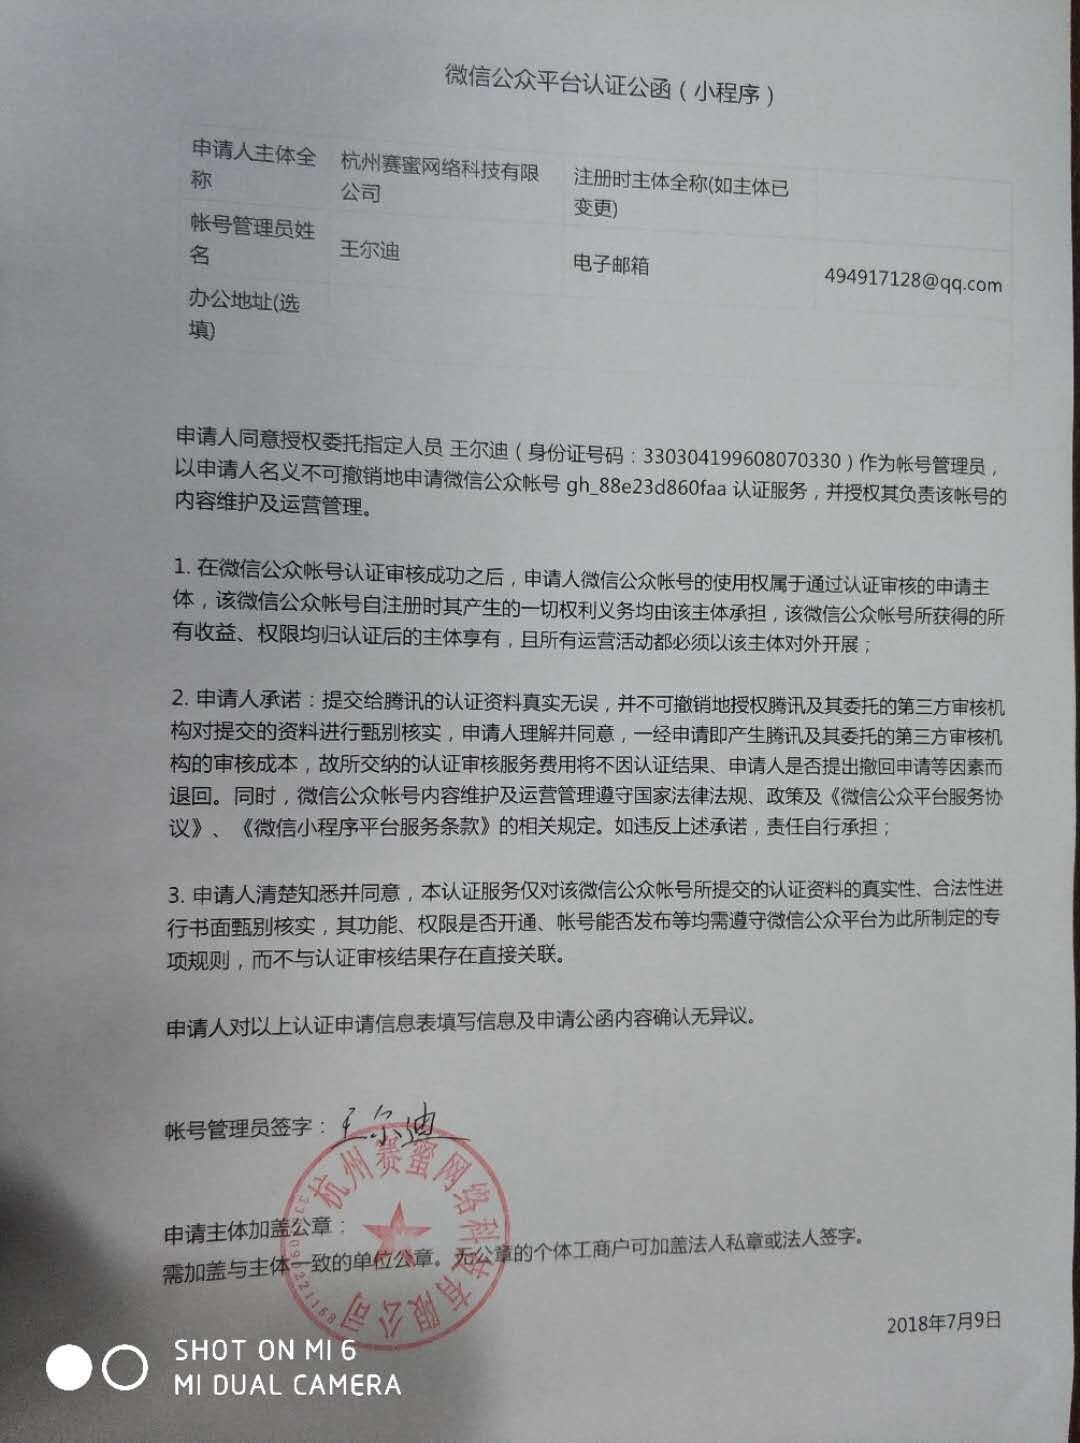 微信公众平台认证公函（小程序）
申请人主体全称 杭州赛蜜网络科技有限公司 注册时主体全称(如主体已变更)
帐号管理员姓名 王尔迪 电子邮箱 494917128@qq.com
办公地址(选填)
申请人同意授权委托指定人员 王尔迪（身份证号码：330304199608070330）作为帐号管理员，
以申请人名义不可撤销地申请微信公众帐号 gh_88e23d860faa 认证服务，并授权其负责该帐号的
内容维护及运营管理。
1. 在微信公众帐号认证审核成功之后，申请人微信公众帐号的使用权属于通过认证审核的申请主
体，该微信公众帐号自注册时其产生的一切权利义务均由该主体承担，该微信公众帐号所获得的所
有收益、权限均归认证后的主体享有，且所有运营活动都必须以该主体对外开展；
2. 申请人承诺：提交给腾讯的认证资料真实无误，并不可撤销地授权腾讯及其委托的第三方审核机
构对提交的资料进行甄别核实，申请人理解并同意，一经申请即产生腾讯及其委托的第三方审核机
构的审核成本，故所交纳的认证审核服务费用将不因认证结果、申请人是否提出撤回申请等因素而
退回。同时，微信公众帐号内容维护及运营管理遵守国家法律法规、政策及《微信公众平台服务协
议》、《微信小程序平台服务条款》的相关规定。如违反上述承诺，责任自行承担；
3. 申请人清楚知悉并同意，本认证服务仅对该微信公众帐号所提交的认证资料的真实性、合法性进
行书面甄别核实，其功能、权限是否开通、帐号能否发布等均需遵守微信公众平台为此所制定的专
项规则，而不与认证审核结果存在直接关联。
申请人对以上认证申请信息表填写信息及申请公函内容确认无异议。
帐号管理员签字：王尔迪
杭州赛蜜网络科技有限公司
申请主体加盖公章：
需加盖与主体一致的单位公章。无公章的个体工商户可加盖法人私章或法人签字。
2018年7月9日
SHOT ON MI 6
MI DUAL CAMERA